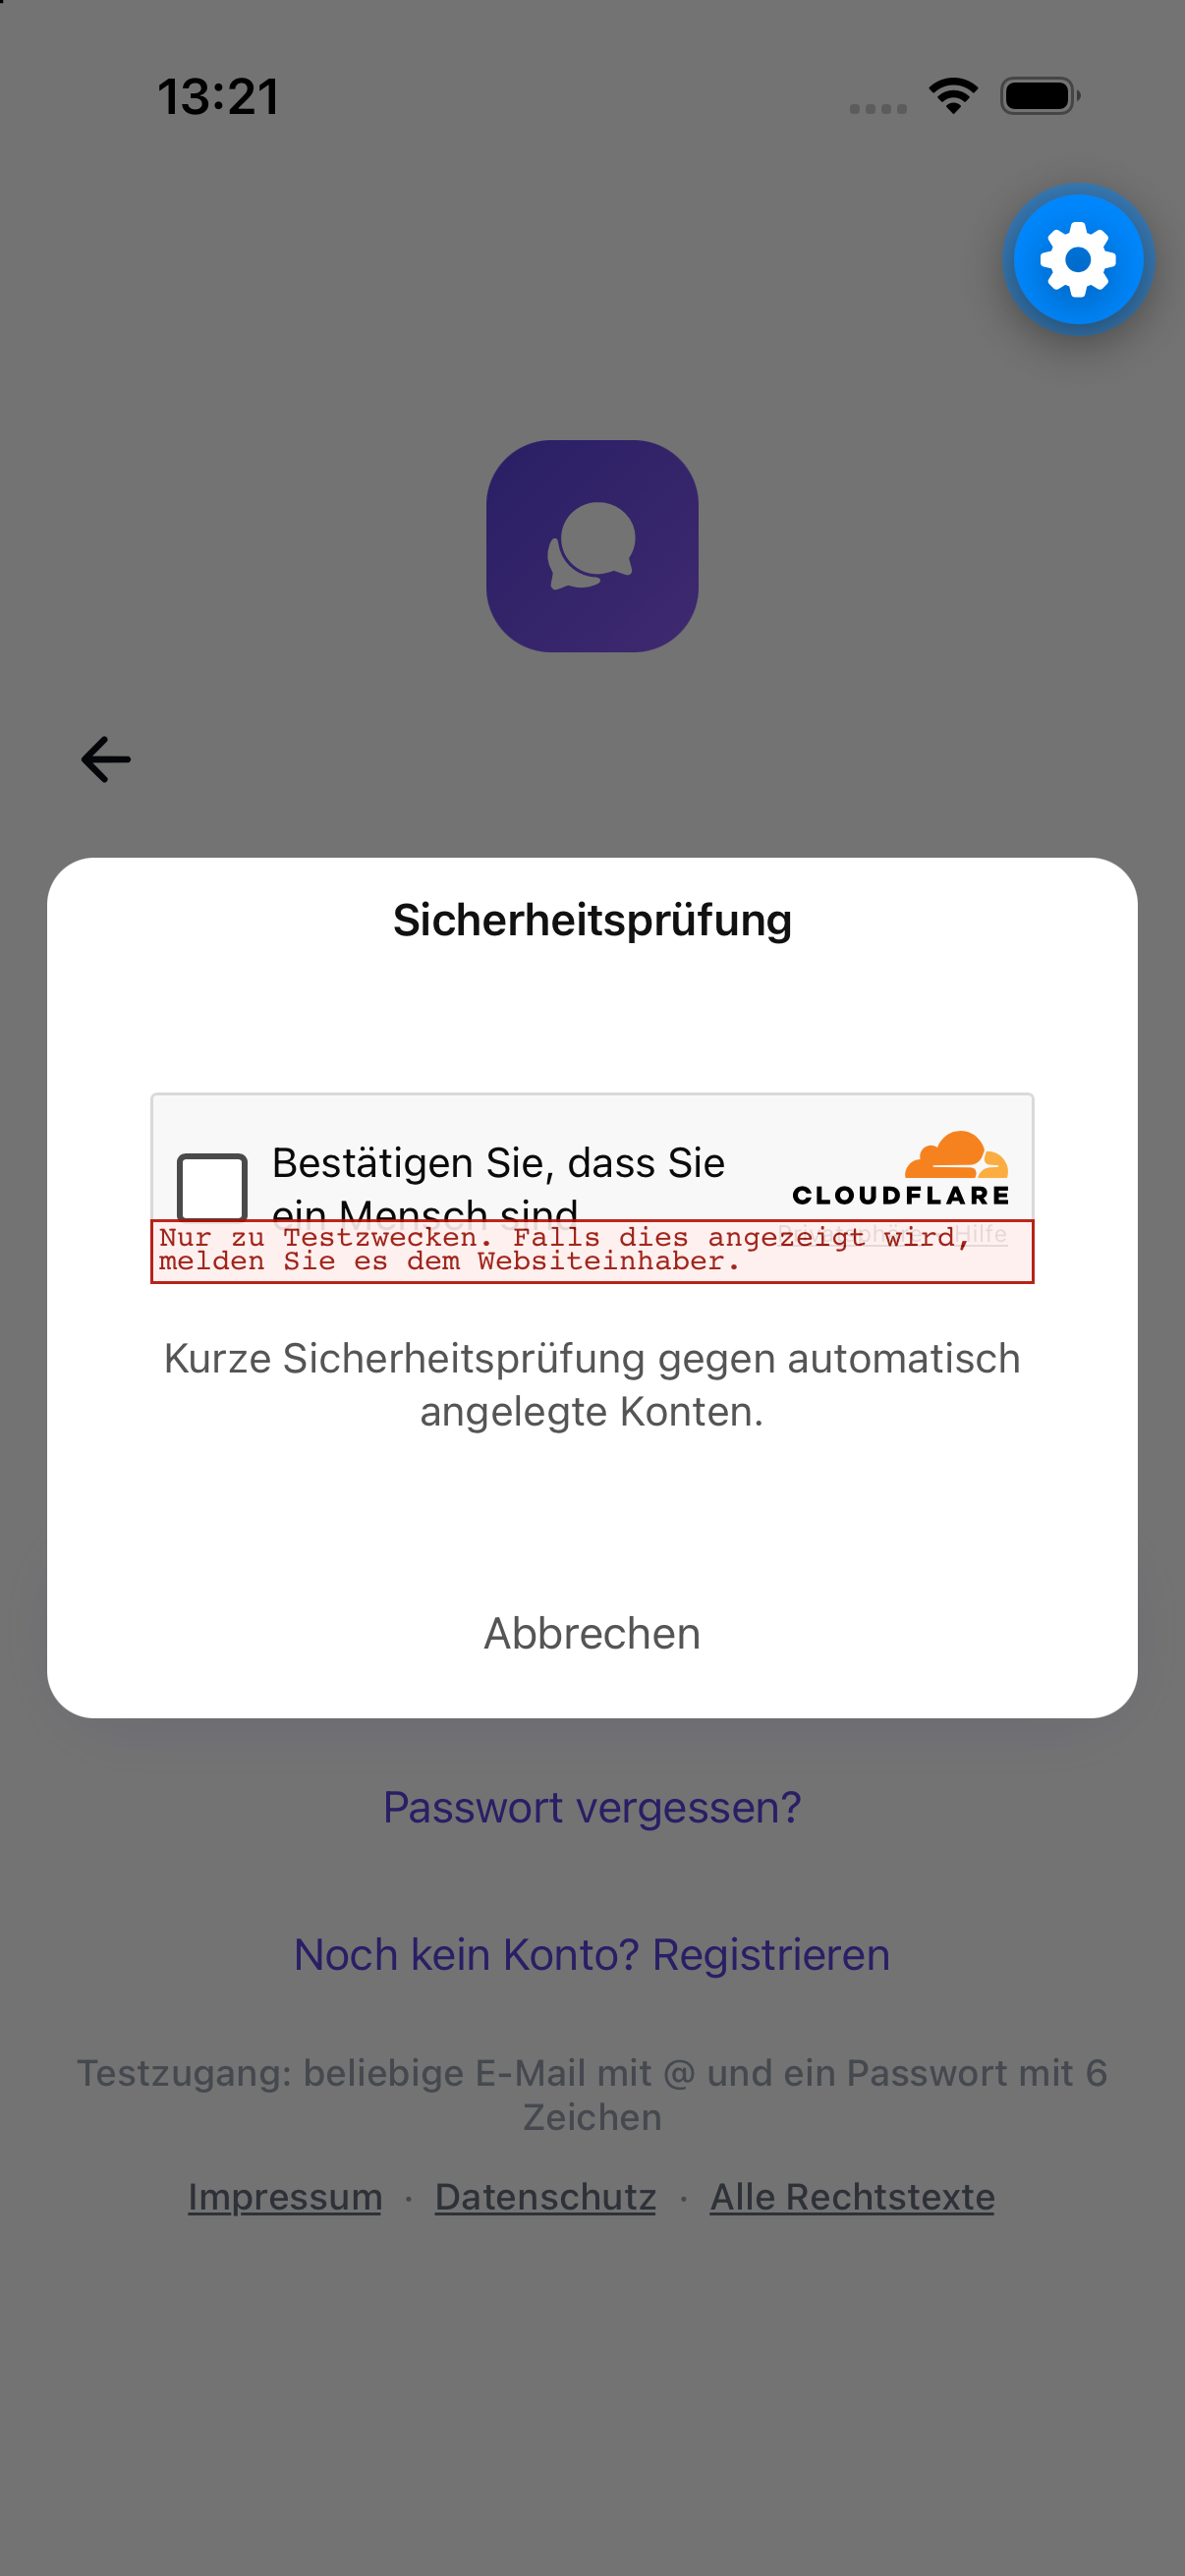 13:21
Sicherheitsprüfung
Bestätigen Sie, dass Sie
ein Mensch sind
CLOUDFLARE
Privatsphäre Hilfe
Nur zu Testzwecken. Falls dies angezeigt wird,
melden Sie es dem Websiteinhaber.
Kurze Sicherheitsprüfung gegen automatisch
angelegte Konten.
Abbrechen
Passwort vergessen?
Noch kein Konto? Registrieren
Testzugang: beliebige E-Mail mit @ und ein Passwort mit 6
Zeichen
Impressum · Datenschutz · Alle Rechtstexte